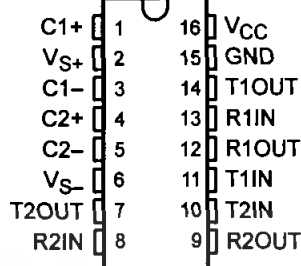 C1+ 1 16 VCC
VS+ 2 15 GND
C1– 3 14 T1OUT
C2+ 4 13 R1IN
C2– 5 12 R1OUT
VS– 6 11 T1IN
T2OUT 7 10 T2IN
R2IN 8 9 R2OUT